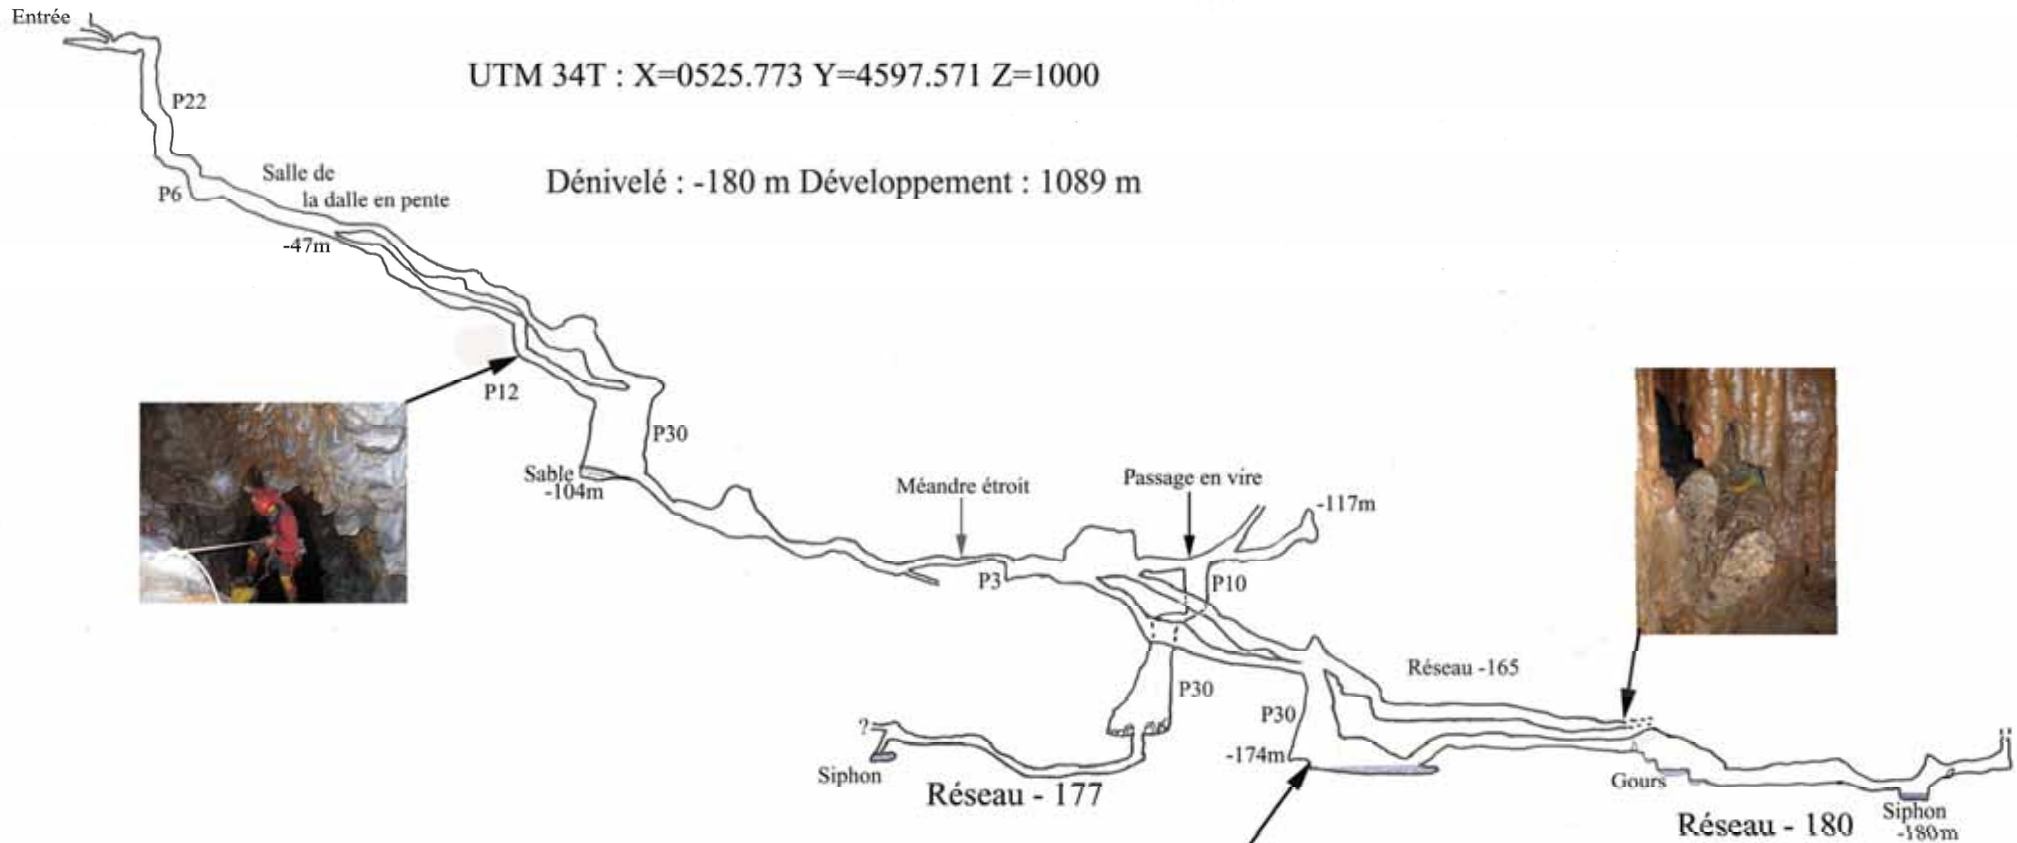 Entrée
UTM 34T : X=0525.773 Y=4597.571 Z=1000
P22
Dénivelé : -180 m Développement : 1089 m
Salle de
la dalle en pente
P6
-47m
P12
P30
Sable
-104m
Méandre étroit
Passage en vire
-117m
P3
P10
Réseau -165
P30
P30
-174m
?
Siphon
Réseau - 177
Gours
Siphon
-180m
Réseau - 180